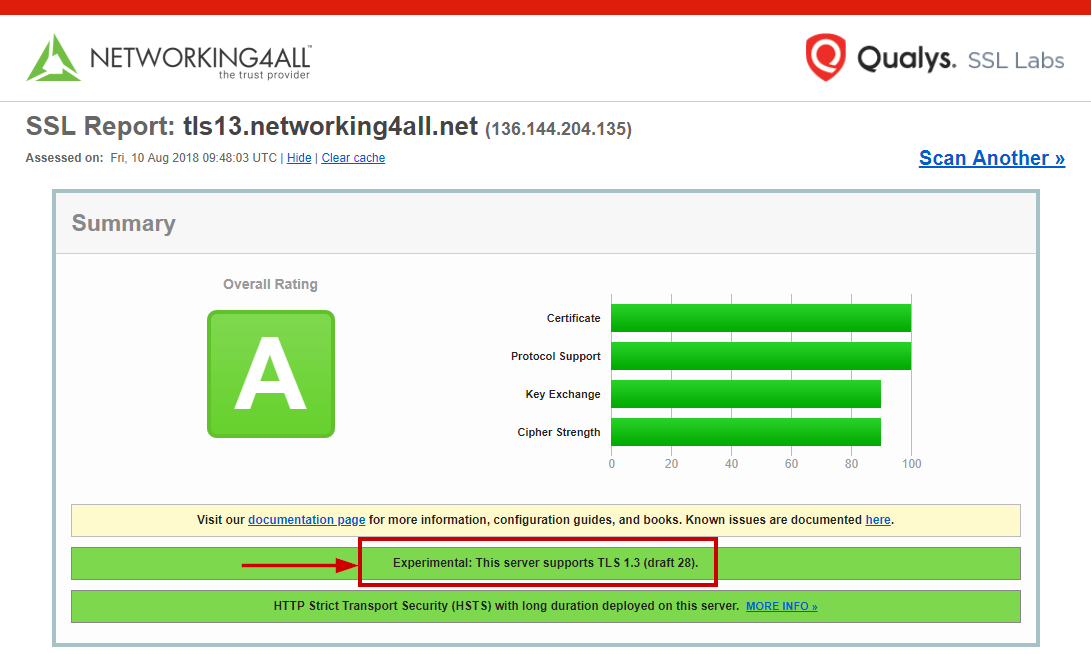 NETWORKING4ALL™
the trust provider
Qualys. SSL Labs
SSL Report: tls13.networking4all.net (136.144.204.135)
Assessed on: Fri, 10 Aug 2018 09:48:03 UTC | Hide | Clear cache
Scan Another »
Summary
Overall Rating
A
Certificate
Protocol Support
Key Exchange
Cipher Strength
0 20 40 60 80 100
Visit our documentation page for more information, configuration guides, and books. Known issues are documented here.
Experimental: This server supports TLS 1.3 (draft 28).
HTTP Strict Transport Security (HSTS) with long duration deployed on this server. MORE INFO »